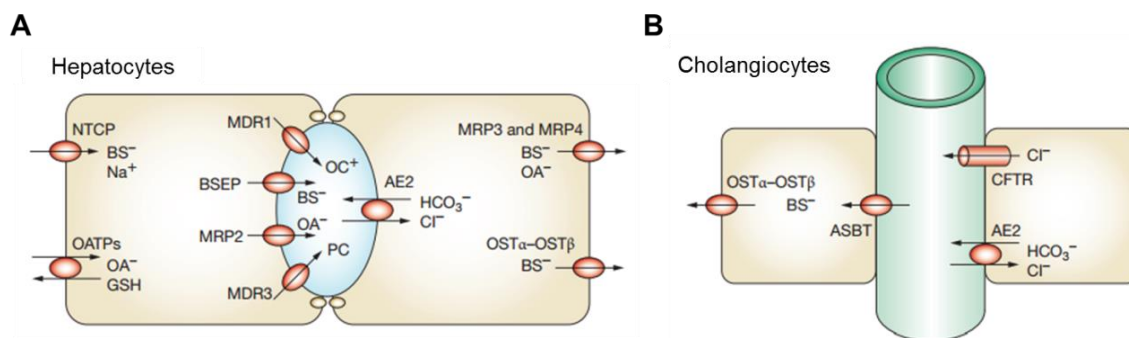 A
Hepatocytes
NTCP
BS⁻
Na⁺
OATPs
OA⁻
GSH
MDR1
OC⁺
BSEP
BS⁻
MRP2
OA⁻
PC
MDR3
AE2
HCO₃⁻
Cl⁻
MRP3 and MRP4
BS⁻
OA⁻
OSTα–OSTβ
BS⁻
B
Cholangiocytes
OSTα–OSTβ
BS⁻
ASBT
Cl⁻
CFTR
AE2
HCO₃⁻
Cl⁻